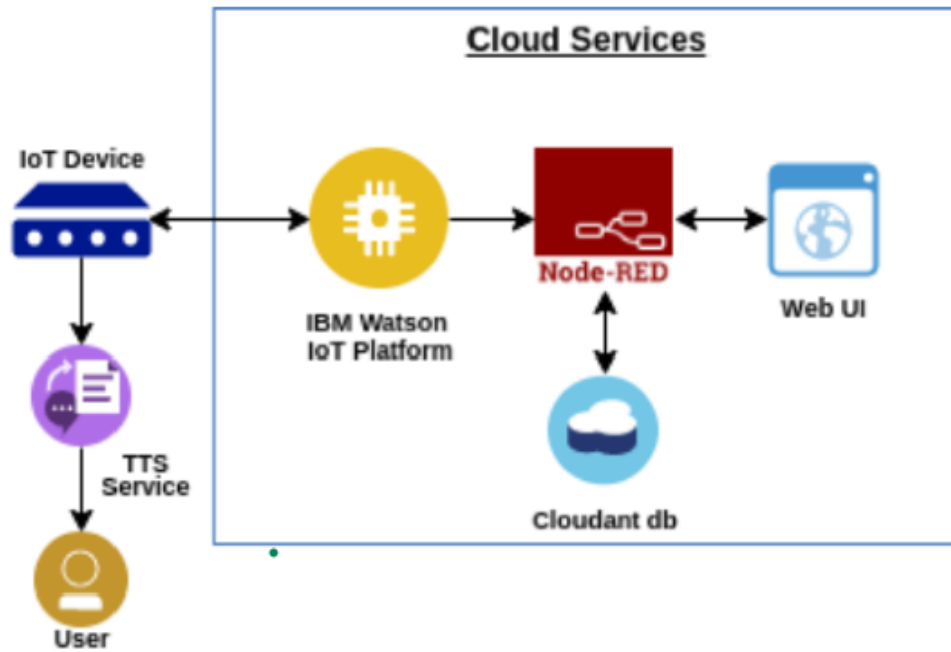 Cloud Services
IoT Device
Node-RED
IBM Watson
IoT Platform
Web UI
TTS
Service
Cloudant db
User